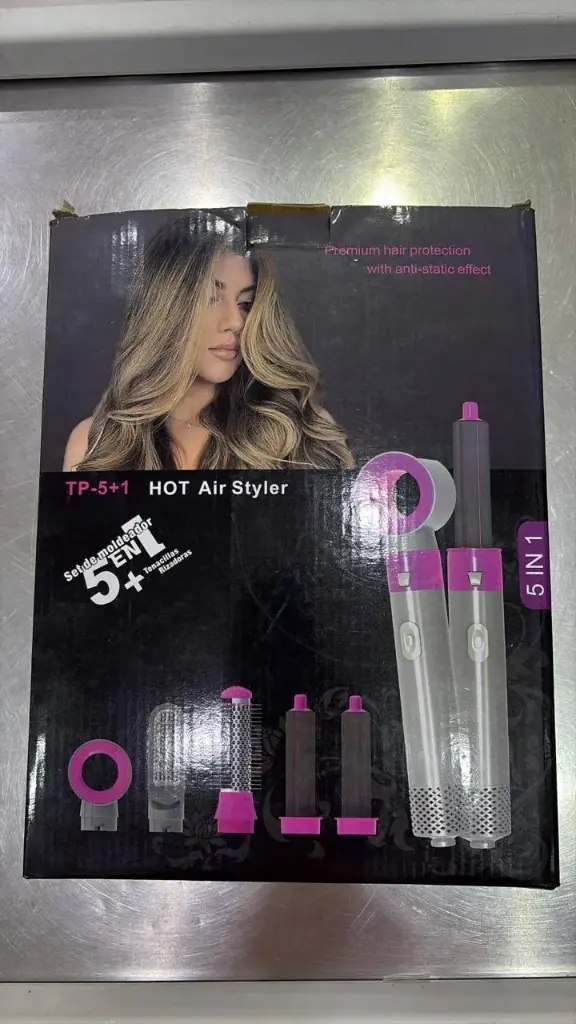 Premium hair protection
with anti-static effect
TP-5+1 HOT Air Styler
Set de moldeador
5 EN 1
+ Tenacillas
Rizadoras
5 IN 1